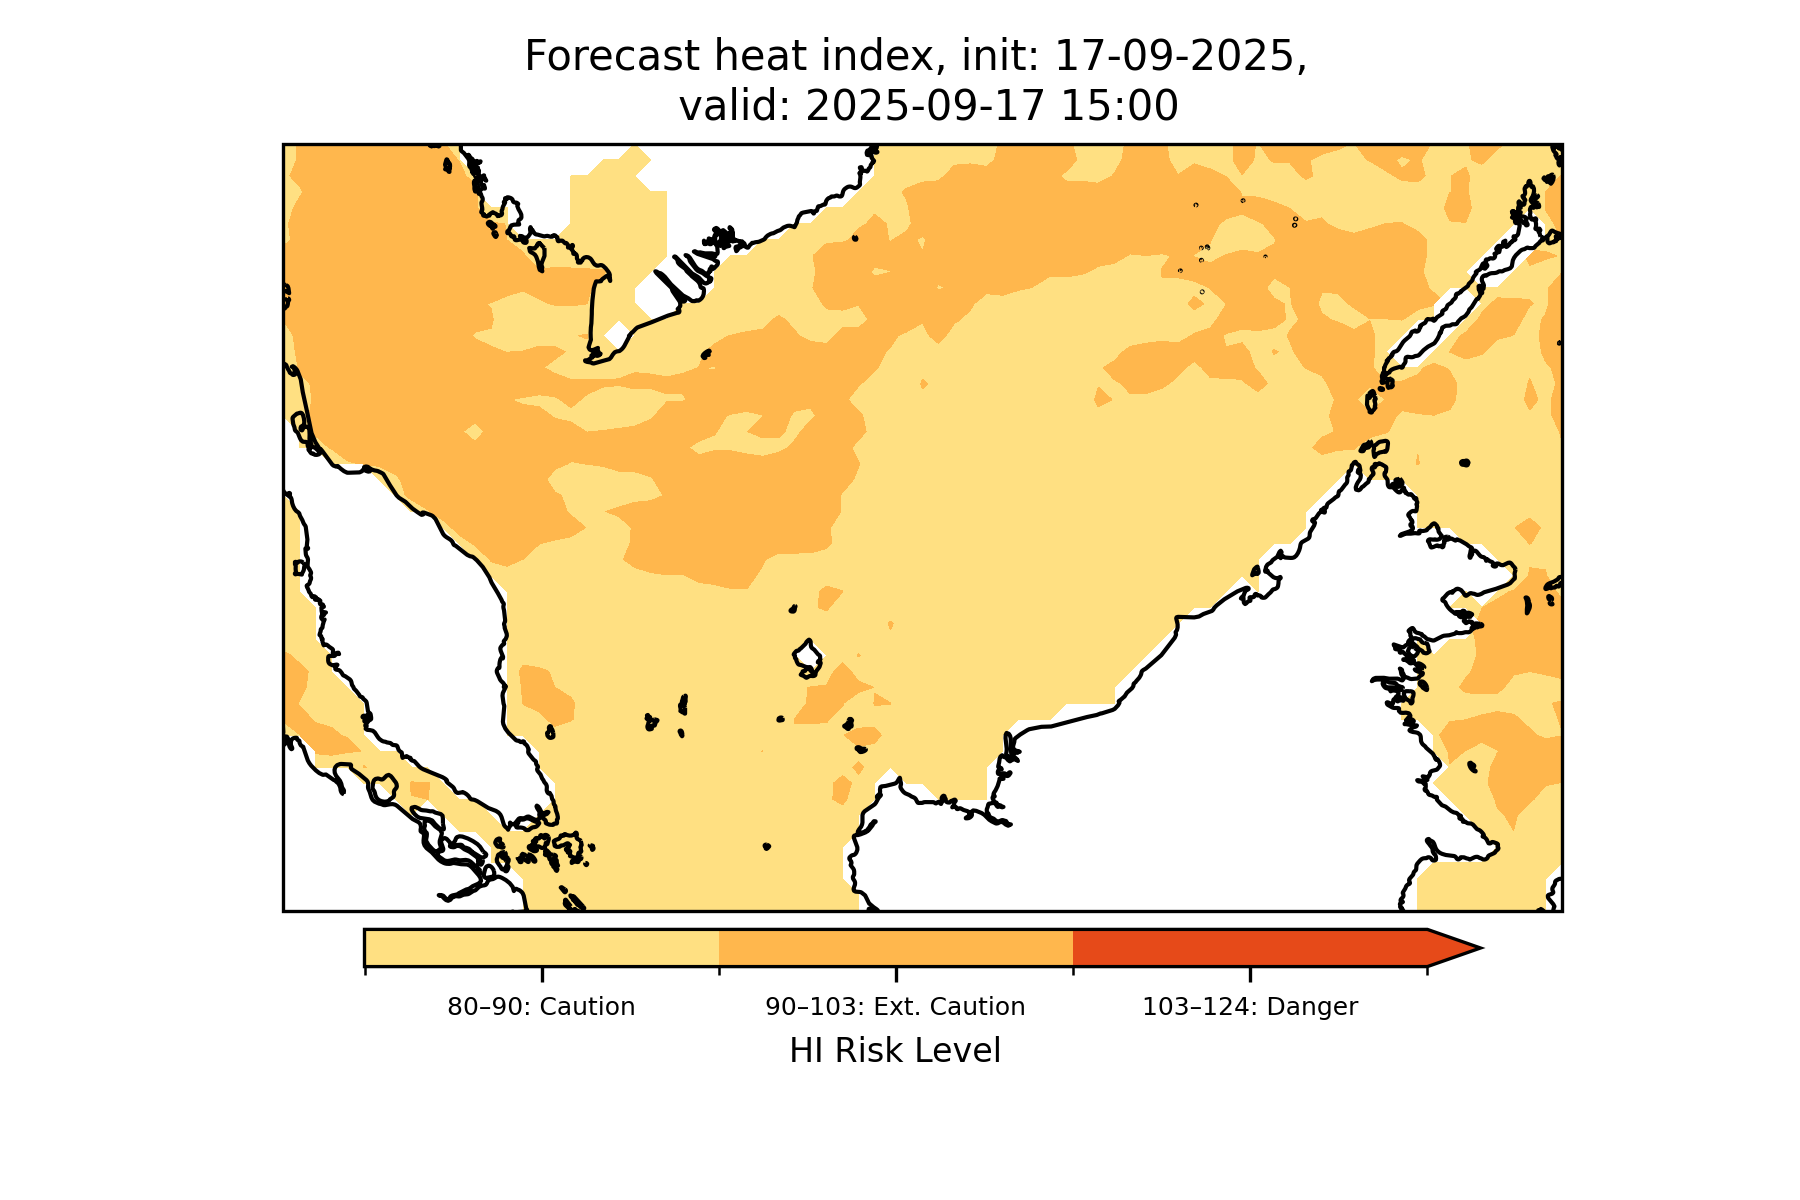 Forecast heat index, init: 17-09-2025,
valid: 2025-09-17 15:00
80–90: Caution
90–103: Ext. Caution
103–124: Danger
HI Risk Level